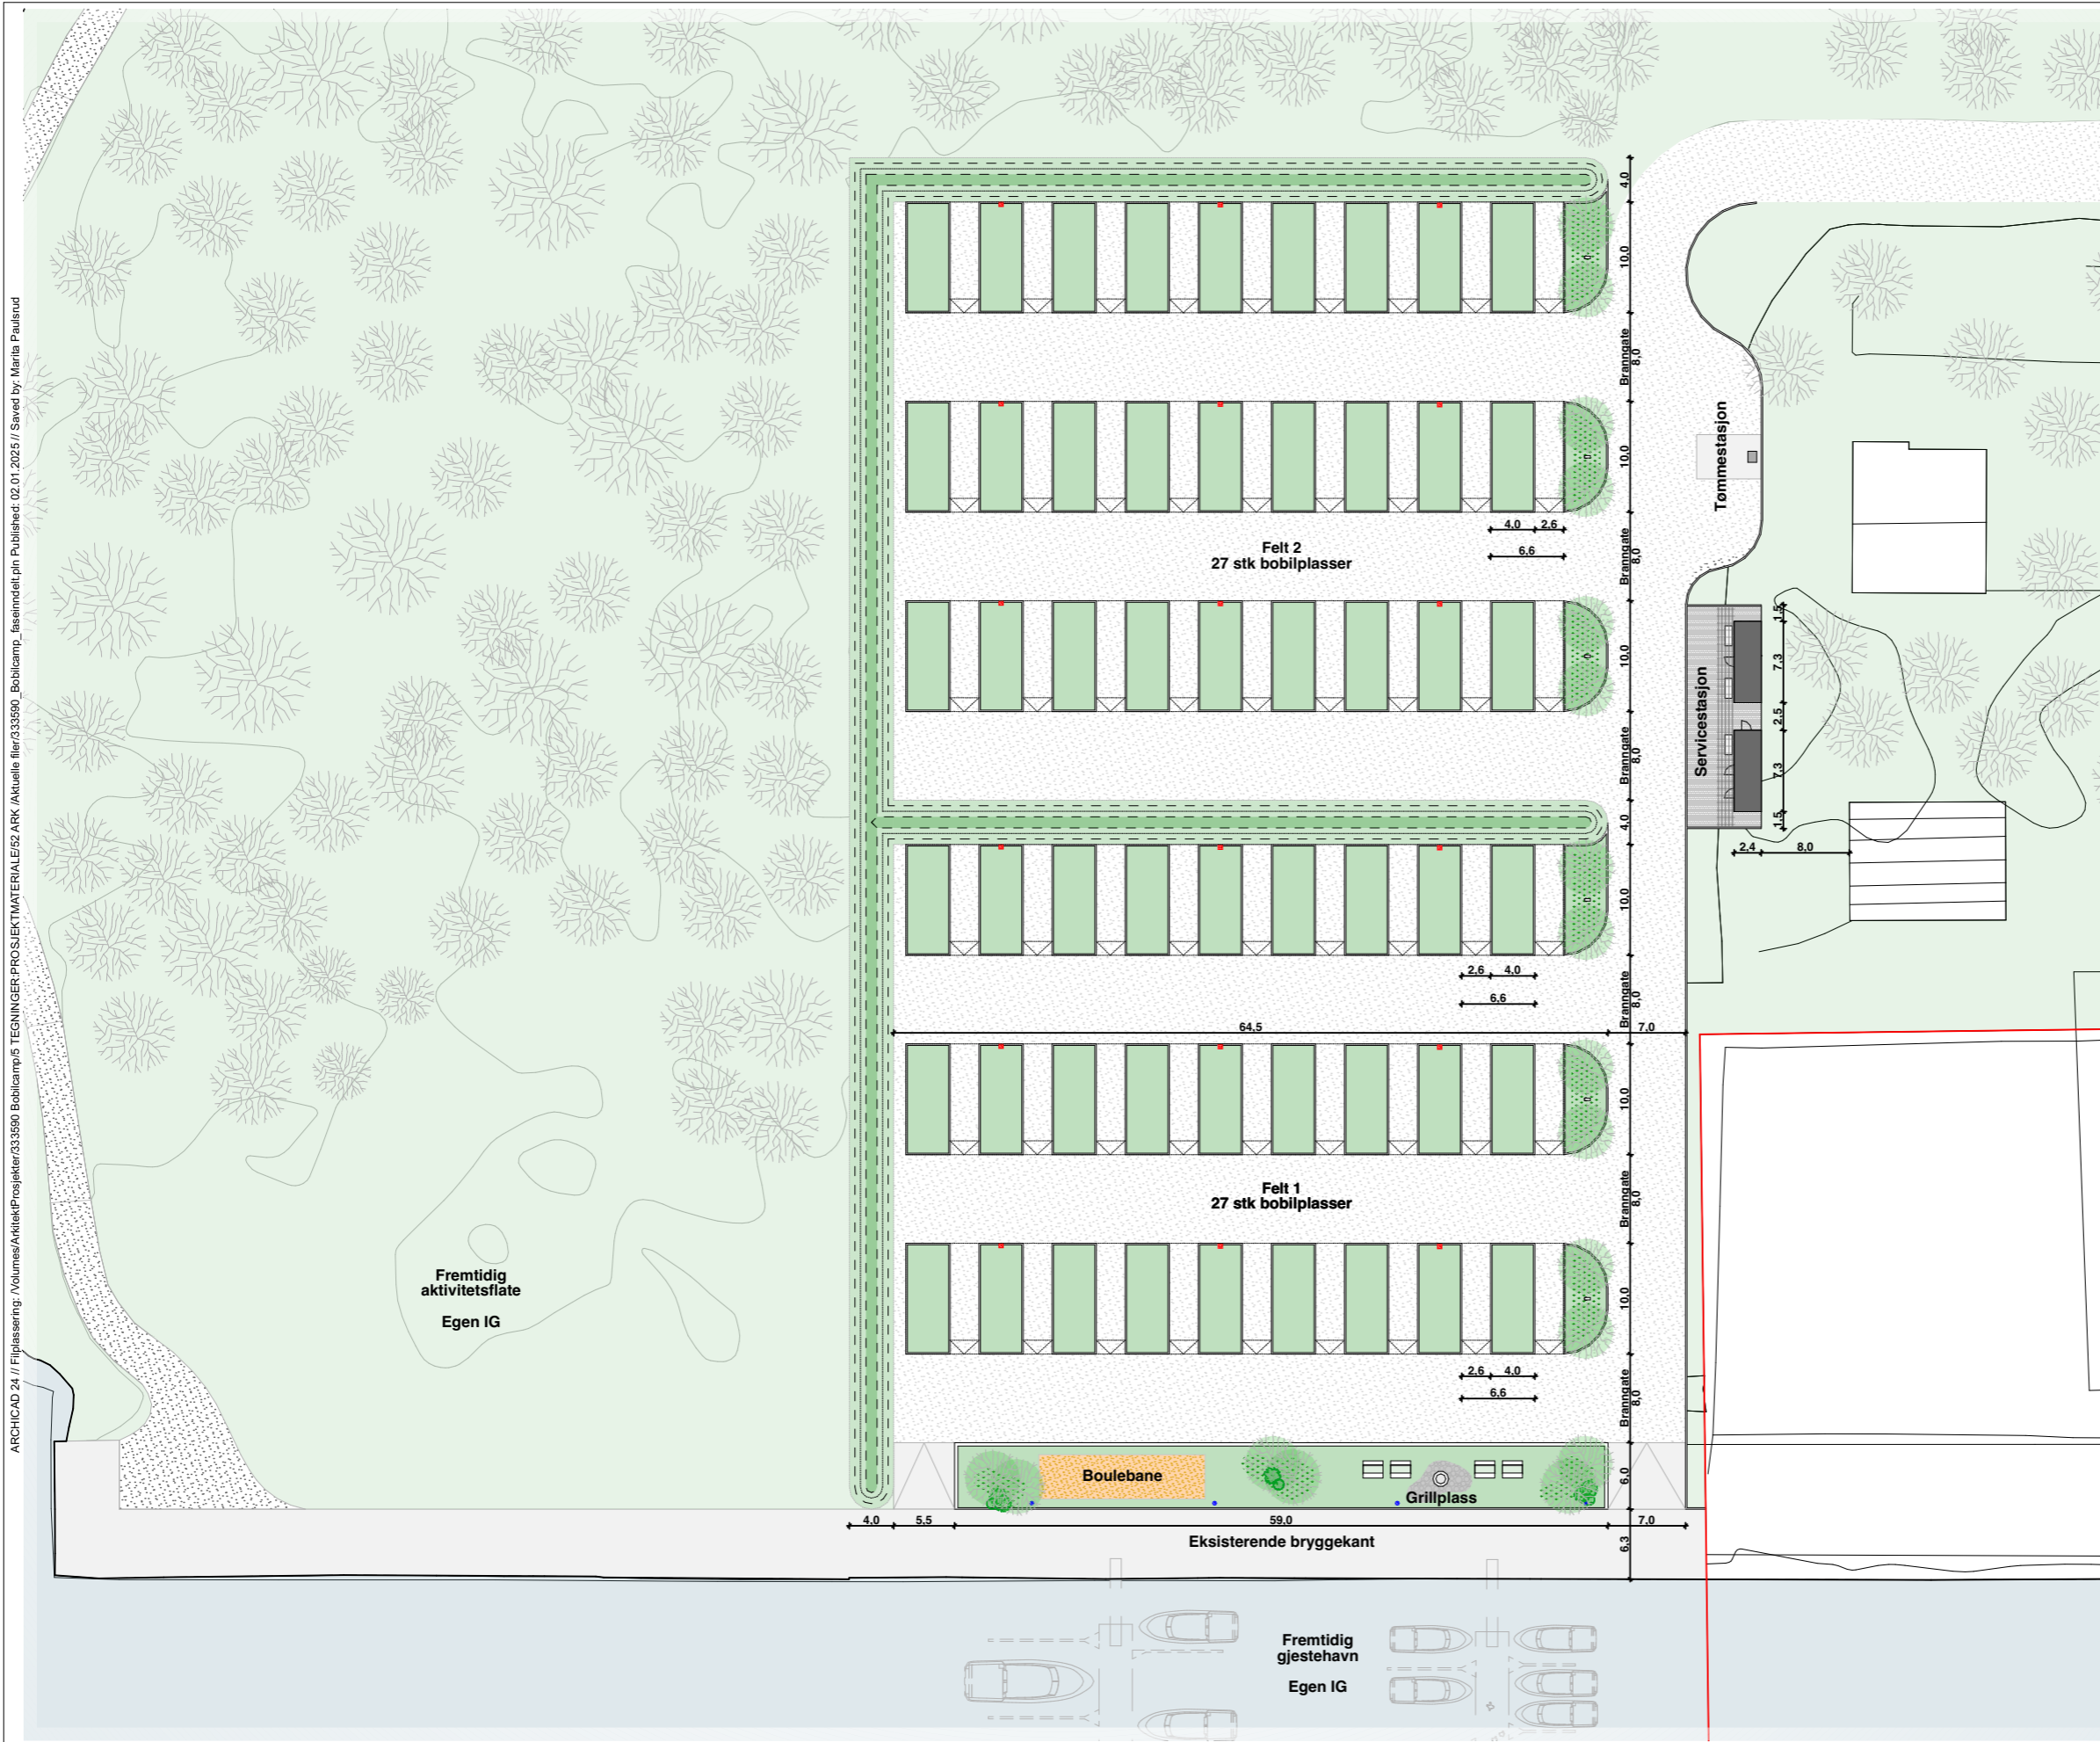 ARCHICAD 24 // Filplassering: /Volumes/ArkitektProsjekter/33590 Bobilcamp/5 TEGNINGER:PROSJEKTMATERIALE/52 ARK /Aktuelle filer/33590_Bobilcamp_faseinndelt.pln Published: 02.01.2025 // Saved by: Marita Paulsrud
4,0
10,0
Branngate
8,0
10,0
Tømmestasjon
4,0 2,6
6,6
Felt 2
27 stk bobilplasser
Branngate
8,0
10,0
Servicestasjon
1,5
7,3
2,5
7,3
1,5
Branngate
8,0
4,0
2,4 8,0
10,0
2,6 4,0
6,6
Branngate
8,0
64,5
7,0
10,0
Felt 1
27 stk bobilplasser
Branngate
8,0
Fremtidig
aktivitetsflate
Egen IG
10,0
2,6 4,0
6,6
Branngate
8,0
Boulebane
Grillplass
6,0
4,0 5,5 59,0 7,0
Eksisterende bryggekant
6,3
Fremtidig
gjestehavn
Egen IG